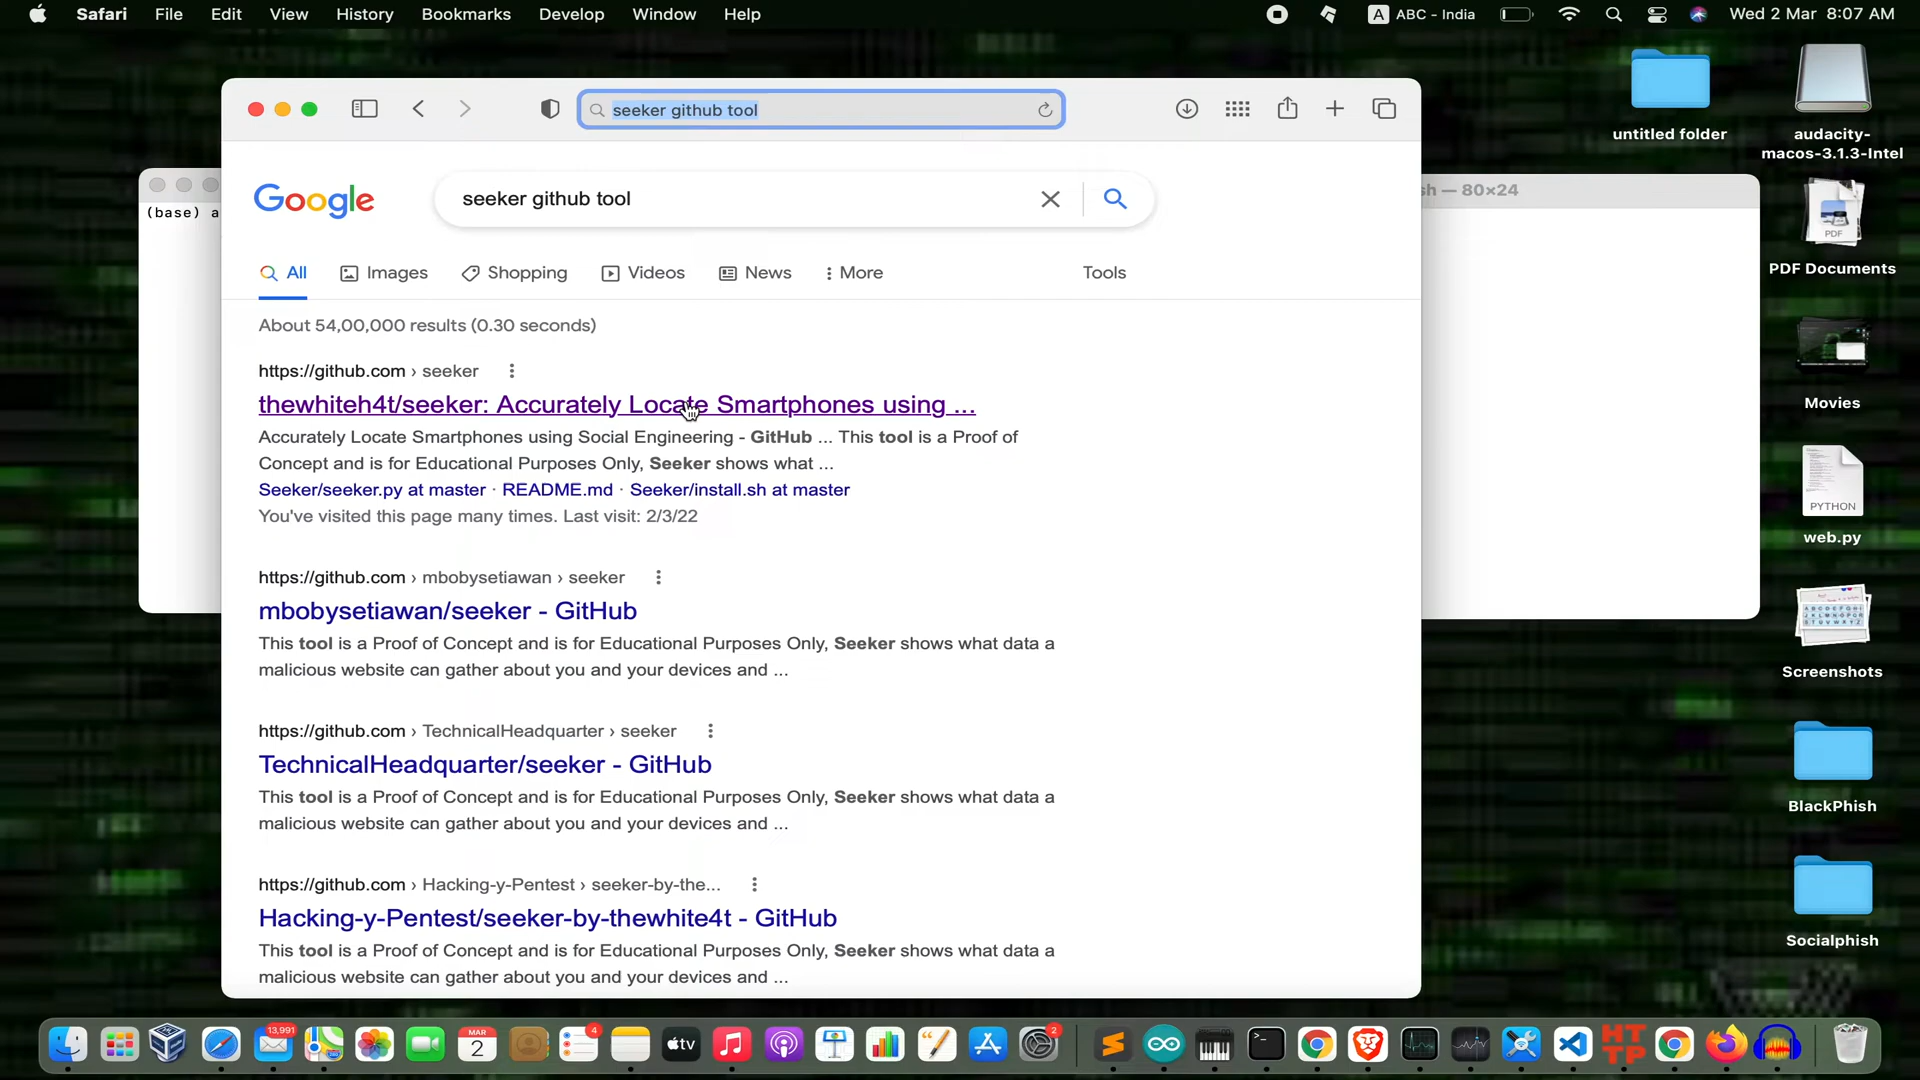 Safari File Edit View History Bookmarks Develop Window Help
A ABC - India Wed 2 Mar 8:07 AM
seeker github tool
untitled folder
audacity-
macos-3.1.3-Intel
(base) a
sh — 80×24
Google
seeker github tool
PDF
PDF Documents
All Images Shopping Videos News More Tools
About 54,00,000 results (0.30 seconds)
https://github.com › seeker
thewhiteh4t/seeker: Accurately Locate Smartphones using ...
Accurately Locate Smartphones using Social Engineering - GitHub ... This tool is a Proof of
Concept and is for Educational Purposes Only, Seeker shows what ...
Seeker/seeker.py at master · README.md · Seeker/install.sh at master
You've visited this page many times. Last visit: 2/3/22
Movies
PYTHON
web.py
https://github.com › mbobysetiawan › seeker
mbobysetiawan/seeker - GitHub
This tool is a Proof of Concept and is for Educational Purposes Only, Seeker shows what data a
malicious website can gather about you and your devices and ...
Screenshots
https://github.com › TechnicalHeadquarter › seeker
TechnicalHeadquarter/seeker - GitHub
This tool is a Proof of Concept and is for Educational Purposes Only, Seeker shows what data a
malicious website can gather about you and your devices and ...
BlackPhish
https://github.com › Hacking-y-Pentest › seeker-by-the...
Hacking-y-Pentest/seeker-by-thewhite4t - GitHub
This tool is a Proof of Concept and is for Educational Purposes Only, Seeker shows what data a
malicious website can gather about you and your devices and ...
Socialphish
13,991
MAR
2
4
tv
2
HT
TP